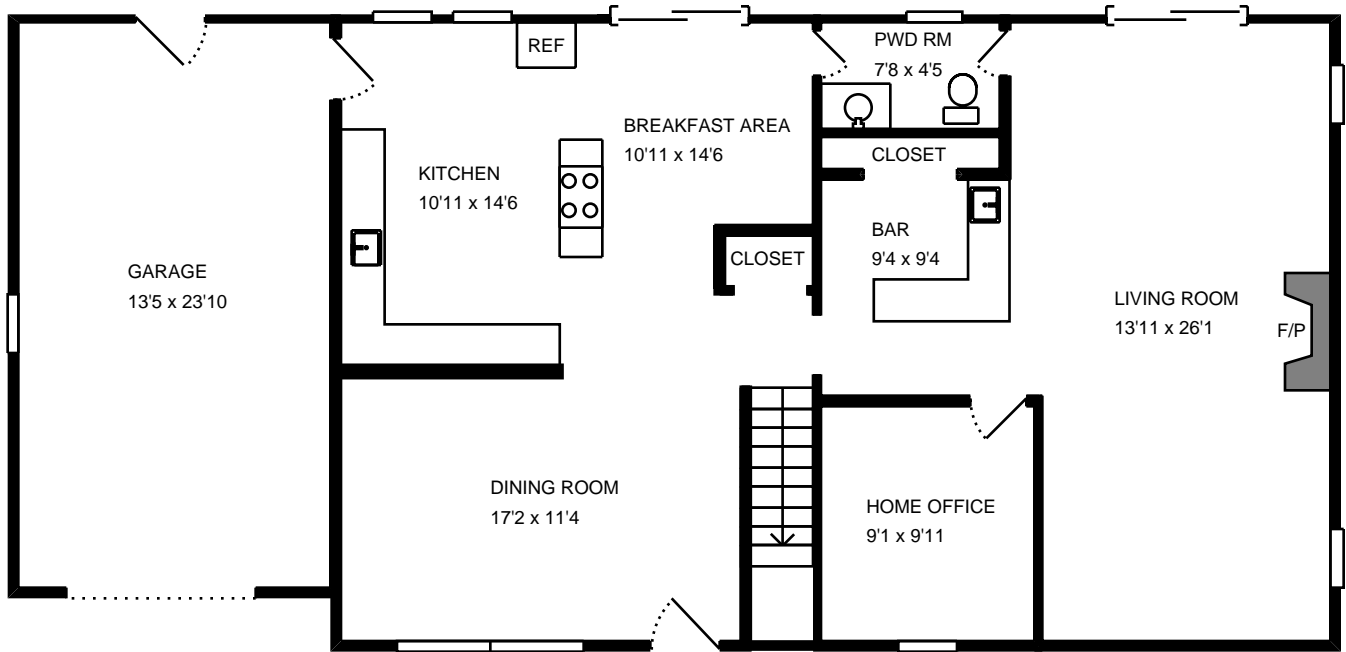 REF
PWD RM
7'8 x 4'5
BREAKFAST AREA
10'11 x 14'6
CLOSET
KITCHEN
10'11 x 14'6
BAR
9'4 x 9'4
CLOSET
GARAGE
13'5 x 23'10
LIVING ROOM
13'11 x 26'1
F/P
DINING ROOM
17'2 x 11'4
HOME OFFICE
9'1 x 9'11